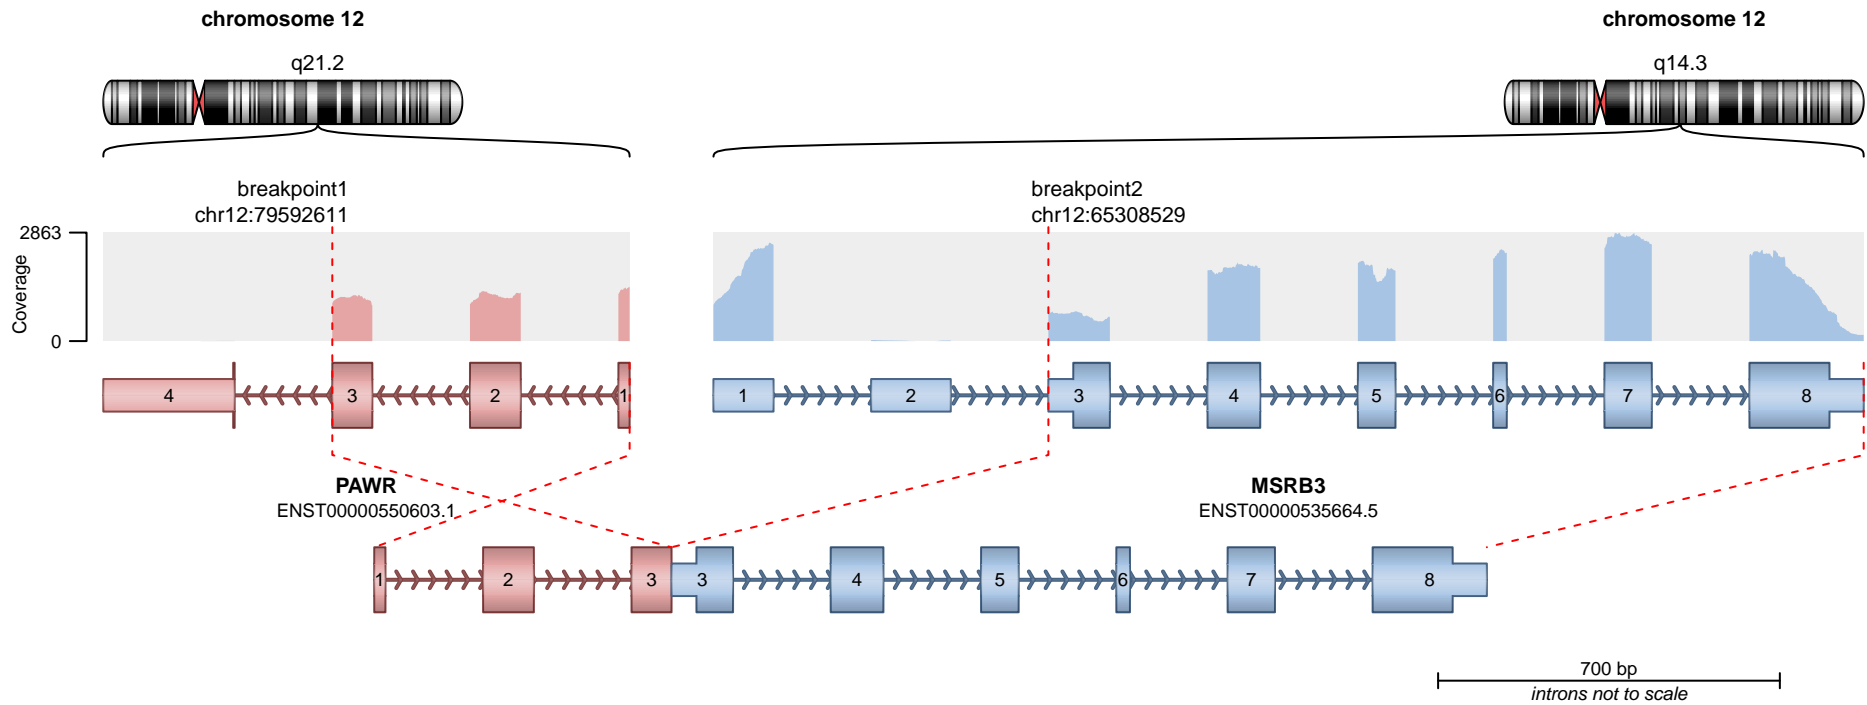 chromosome 12
chromosome 12
q21.2
q14.3
breakpoint1
chr12:79592611
breakpoint2
chr12:65308529
2863
Coverage
0
4
3
2
1
1
2
3
4
5
6
7
8
PAWR
ENST00000550603.1
MSRB3
ENST00000535664.5
1
2
3
3
4
5
6
7
8
700 bp
introns not to scale